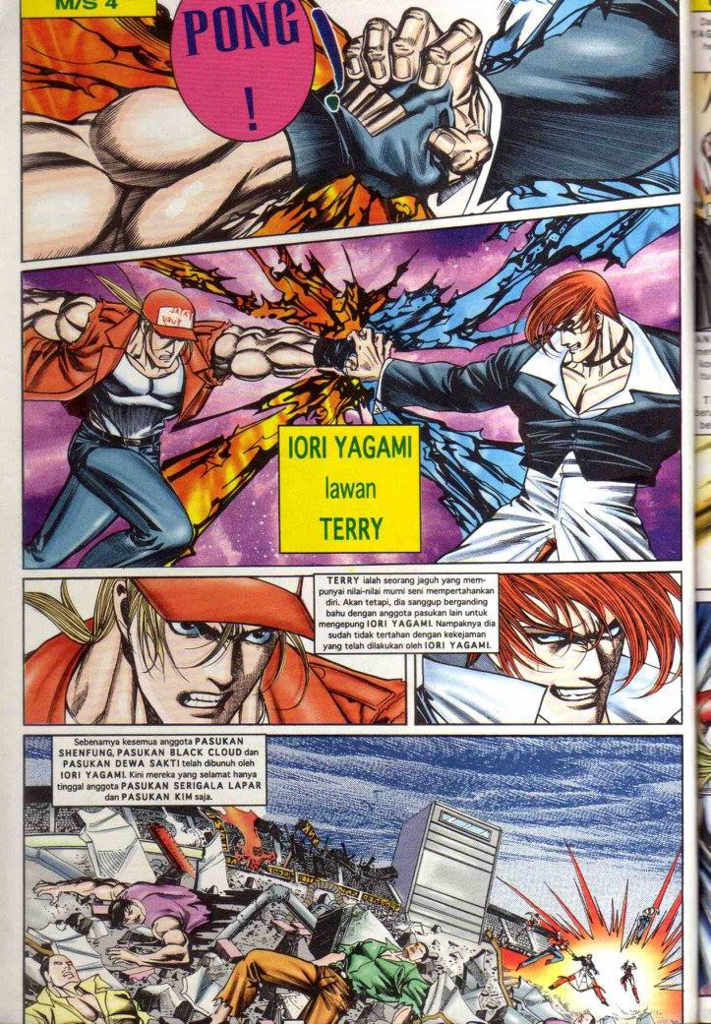 M/S 4
PONG
!
IORI YAGAMI
lawan
TERRY
TERRY ialah seorang jaguh yang mem-
punyai nilai-nilai murni seni mempertahankan
diri. Akan tetapi, dia sanggup berganding
bahu dengan anggota pasukan lain untuk
mengepung IORI YAGAMI. Nampaknya dia
sudah tidak tertahan dengan kekejaman
yang telah dilakukan oleh IORI YAGAMI.
Sebenarnya kesemua anggota PASUKAN
SHENFUNG, PASUKAN BLACK CLOUD dan
PASUKAN DEWA SAKTI telah dibunuh oleh
IORI YAGAMI. Kini mereka yang selamat hanya
tinggal anggota PASUKAN SERIGALA LAPAR
dan PASUKAN KIM saja.